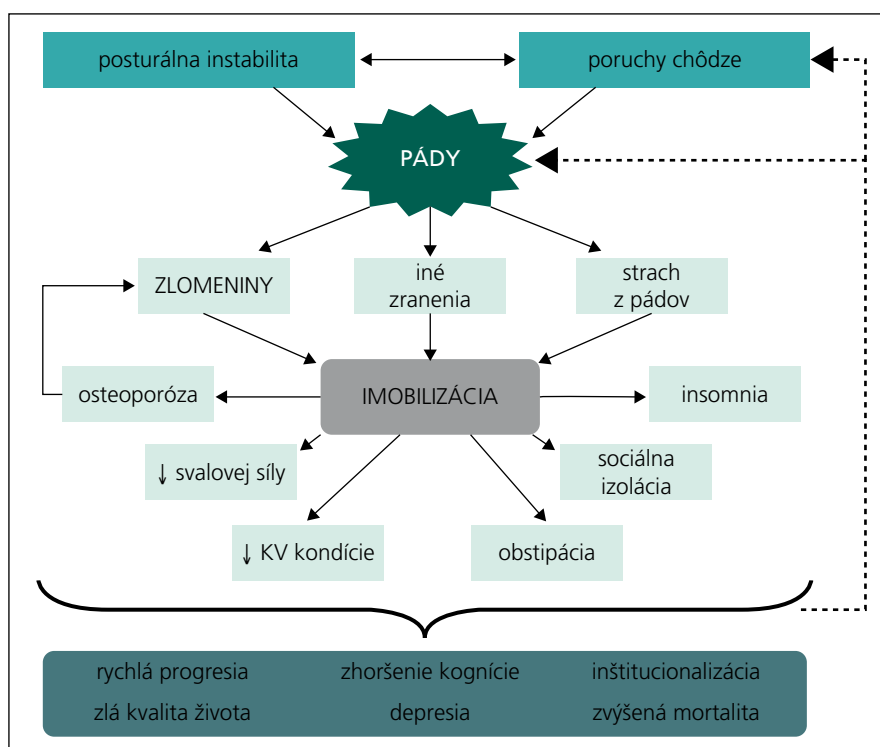 posturálna instabilita
poruchy chôdze
PÁDY
ZLOMENINY
iné
zranenia
strach
z pádov
osteoporóza
IMOBILIZÁCIA
insomnia
↓ svalovej síly
sociálna
izolácia
↓ KV kondície
obstipácia
rychlá progresia
zhoršenie kognície
inštitucionalizácia
zlá kvalita života
depresia
zvýšená mortalita